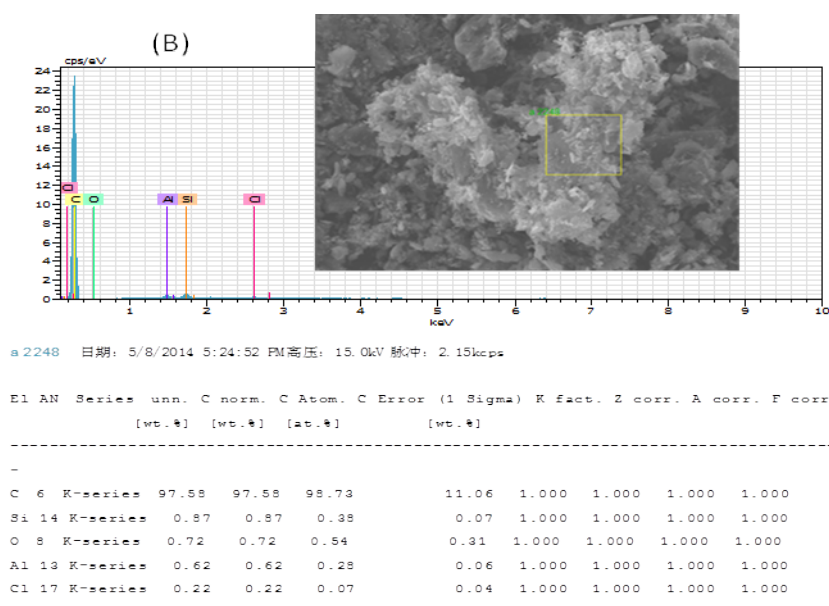 (B)
cps/eV
24
22
20
18
16
14
12
10
8
6
4
2
0
Cl C O Al Si Cl
1 2 3 4 5 6 7 8 9 10
keV
a 2248 日期: 5/8/2014 5:24:52 PM 高压: 15.0kV 脉冲: 2.15kcps
El AN Series unn. C norm. C Atom. C Error (1 Sigma) K fact. Z corr. A corr. F corr
[wt.%] [wt.%] [at.%] [wt.%]
--------------------------------------------------------------------------------
-
C 6 K-series 97.58 97.58 98.73 11.06 1.000 1.000 1.000 1.000
Si 14 K-series 0.87 0.87 0.38 0.07 1.000 1.000 1.000 1.000
O 8 K-series 0.72 0.72 0.54 0.31 1.000 1.000 1.000 1.000
Al 13 K-series 0.62 0.62 0.28 0.06 1.000 1.000 1.000 1.000
Cl 17 K-series 0.22 0.22 0.07 0.04 1.000 1.000 1.000 1.000